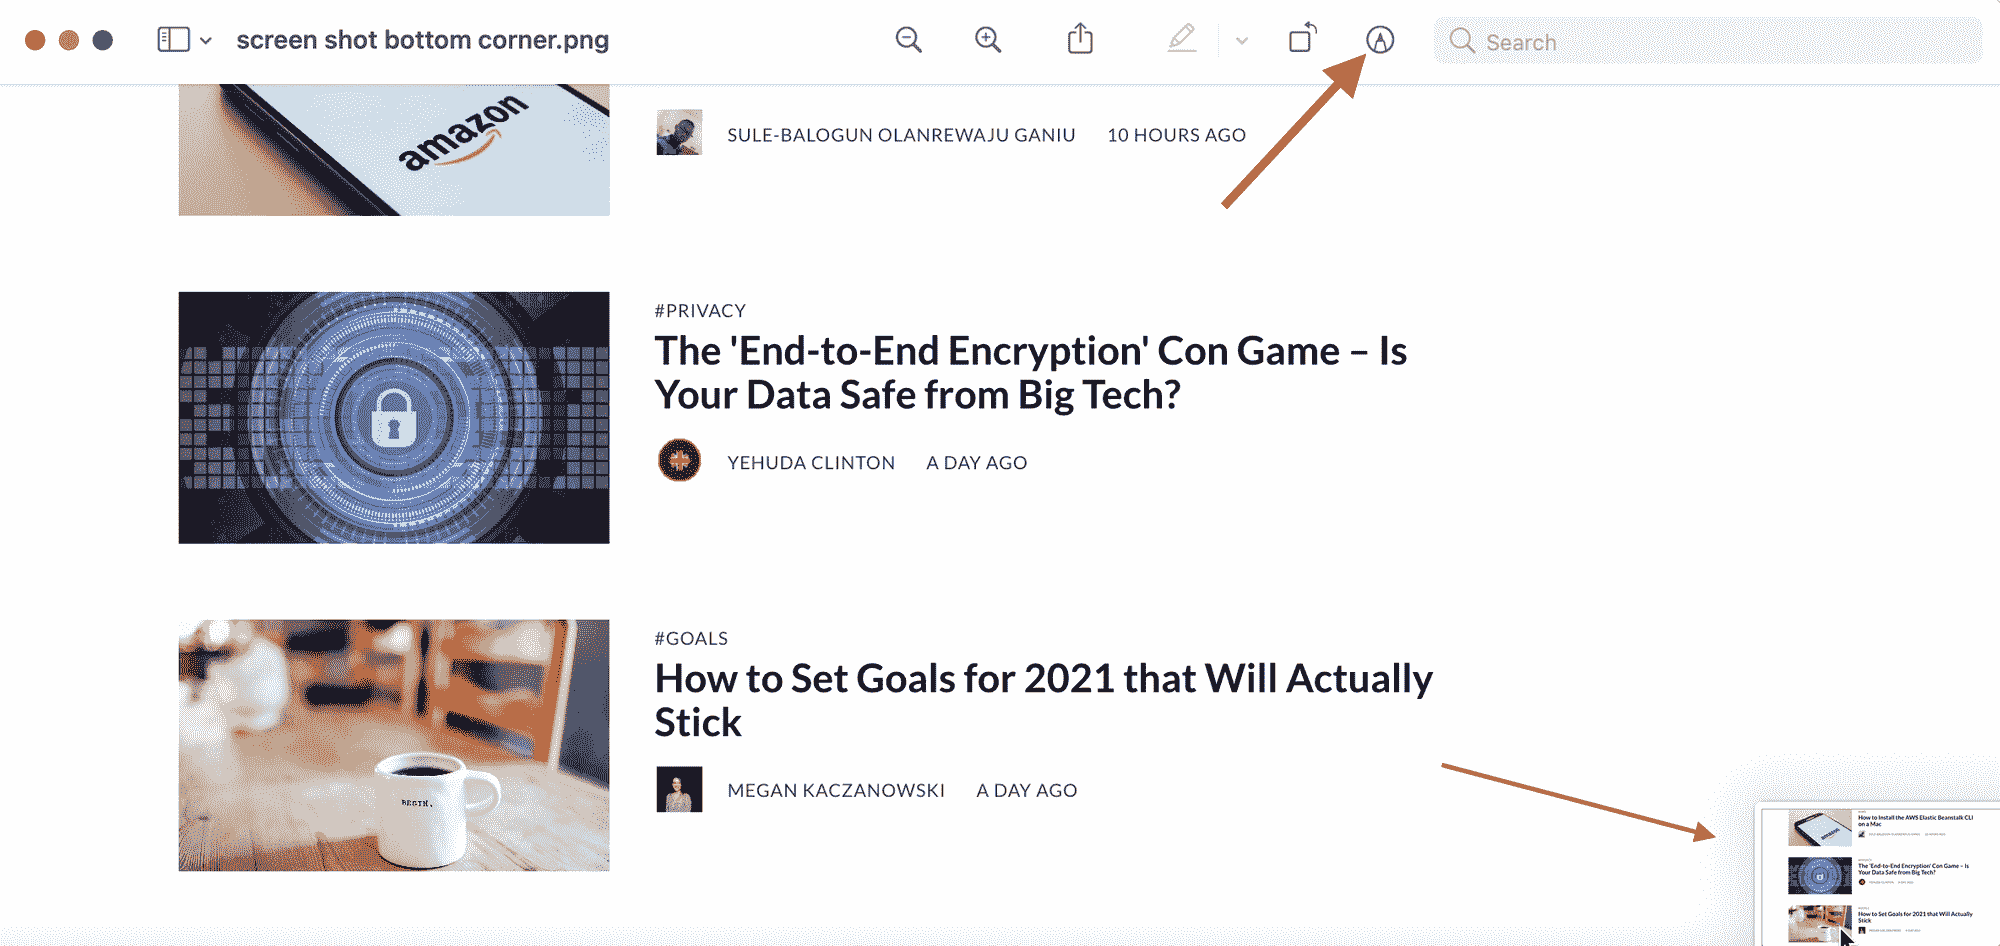 screen shot bottom corner.png
Search
amazon
SULE-BALOGUN OLANREWAJU GANIU 10 HOURS AGO
#PRIVACY
The 'End-to-End Encryption' Con Game – Is
Your Data Safe from Big Tech?
YEHUDA CLINTON A DAY AGO
#GOALS
How to Set Goals for 2021 that Will Actually
Stick
BEGIN.
MEGAN KACZANOWSKI A DAY AGO
How to Install the AWS Elastic Beanstalk CLI
on a Mac
The 'End-to-End Encryption' Con Game – Is
Your Data Safe from Big Tech?
How to Set Goals for 2021 that Will Actually
Stick